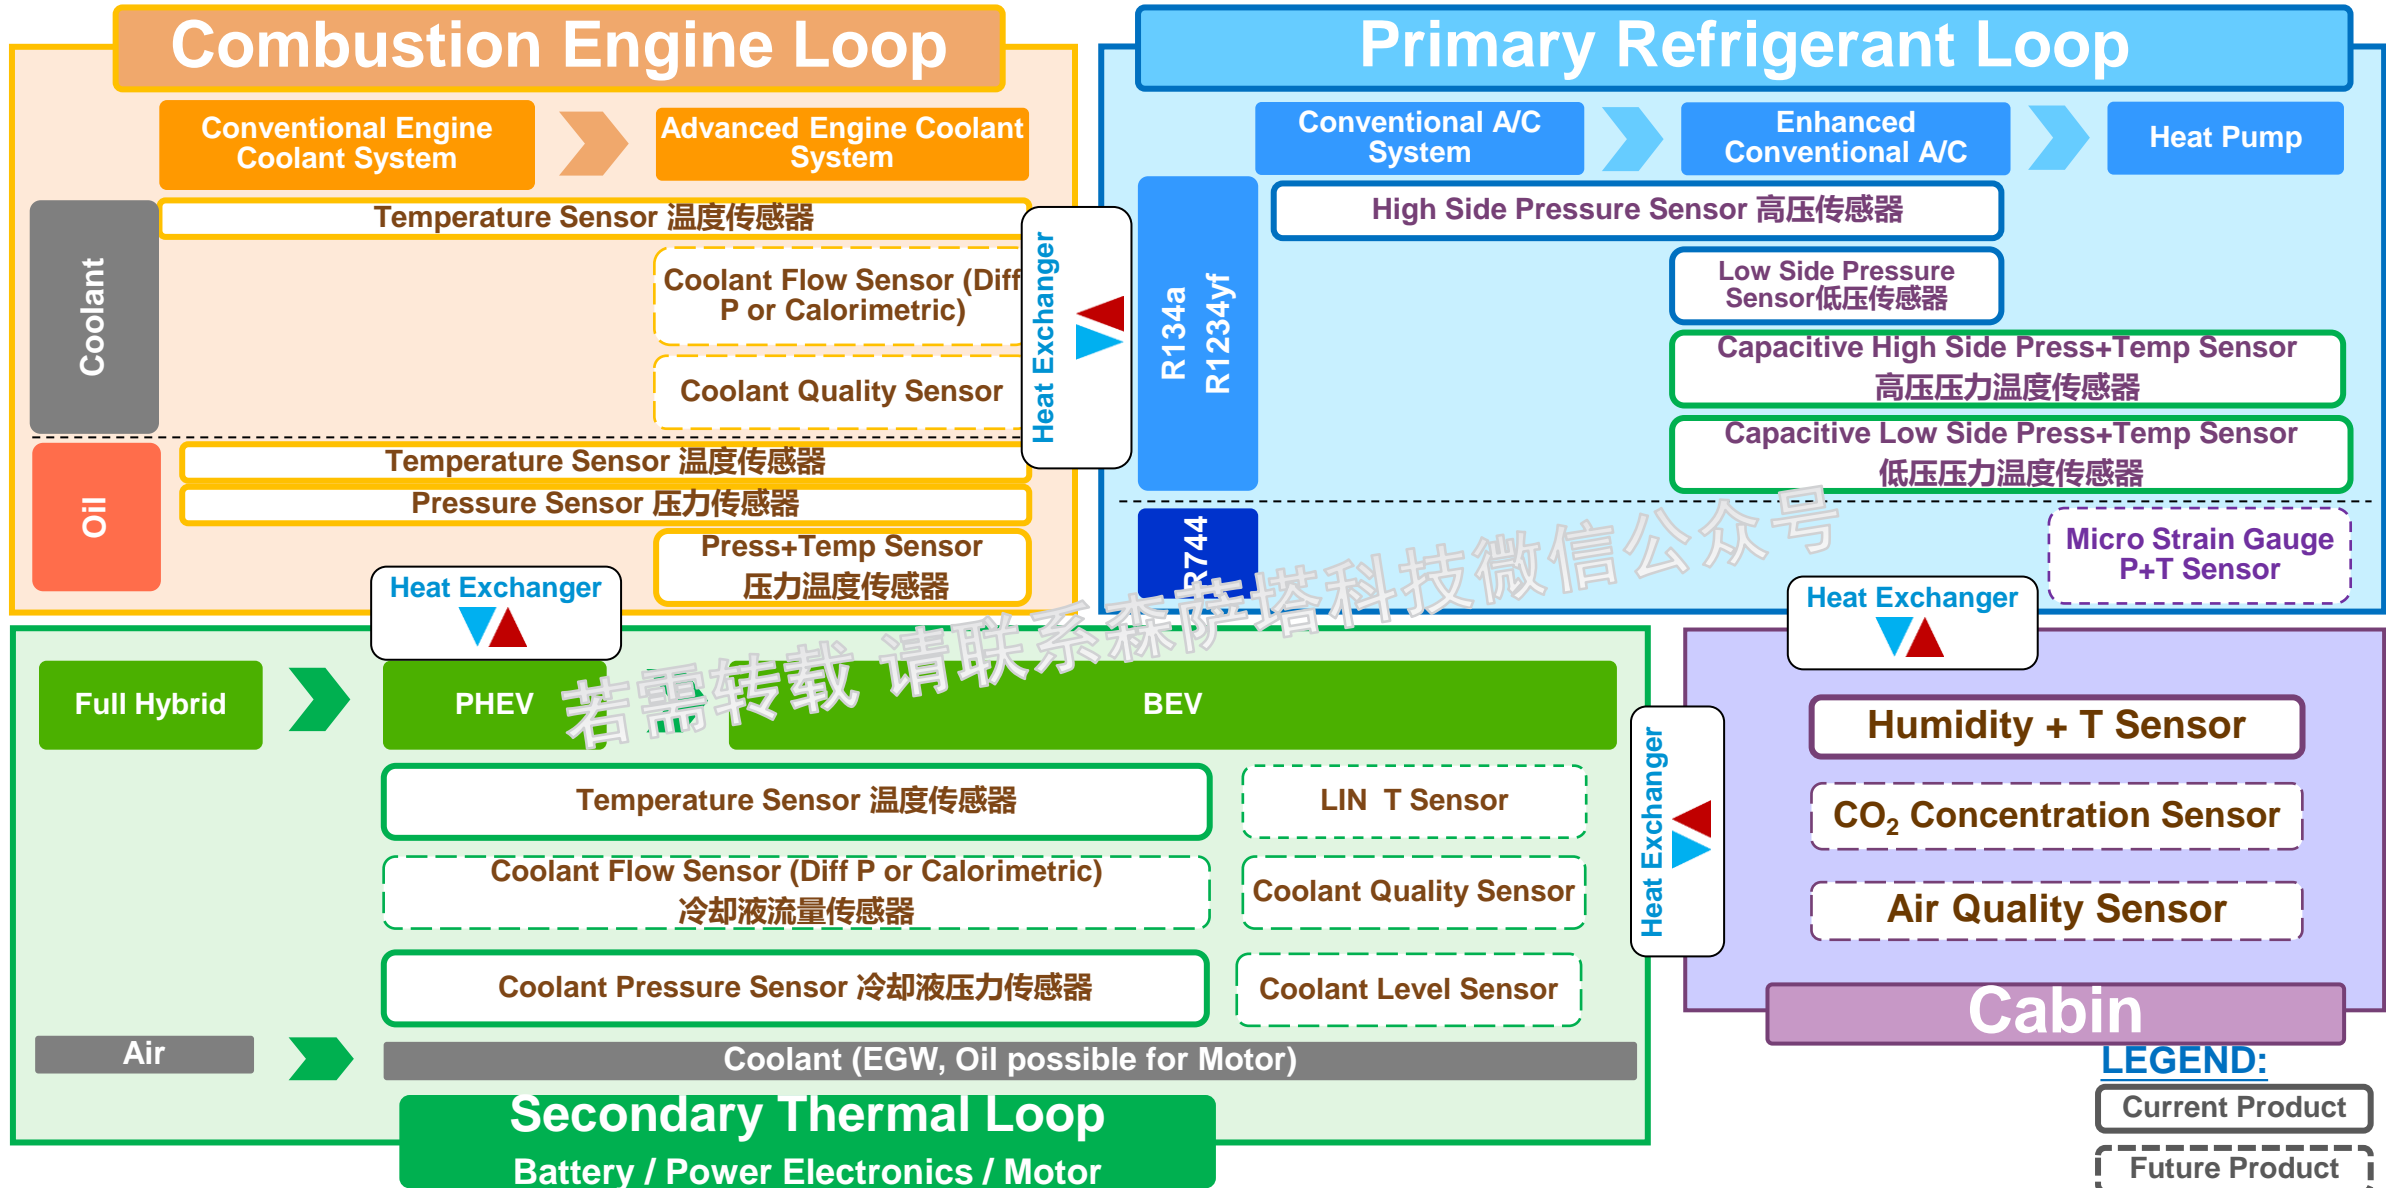 Combustion Engine Loop
Conventional Engine
Coolant System
Advanced Engine Coolant
System
Coolant
Temperature Sensor 温度传感器
Coolant Flow Sensor (Diff
P or Calorimetric)
Coolant Quality Sensor
Oil
Temperature Sensor 温度传感器
Pressure Sensor 压力传感器
Press+Temp Sensor
压力温度传感器
Heat Exchanger
Heat Exchanger
Primary Refrigerant Loop
Conventional A/C
System
Enhanced
Conventional A/C
Heat Pump
R134a
R1234yf
High Side Pressure Sensor 高压传感器
Low Side Pressure
Sensor低压传感器
Capacitive High Side Press+Temp Sensor
高压压力温度传感器
Capacitive Low Side Press+Temp Sensor
低压压力温度传感器
R744
Micro Strain Gauge
P+T Sensor
Heat Exchanger
若需转载 请联系森萨塔科技微信公众号
Full Hybrid
PHEV
BEV
Temperature Sensor 温度传感器
LIN T Sensor
Coolant Flow Sensor (Diff P or Calorimetric)
冷却液流量传感器
Coolant Quality Sensor
Coolant Pressure Sensor 冷却液压力传感器
Coolant Level Sensor
Air
Coolant (EGW, Oil possible for Motor)
Secondary Thermal Loop
Battery / Power Electronics / Motor
Heat Exchanger
Humidity + T Sensor
CO₂ Concentration Sensor
Air Quality Sensor
Cabin
LEGEND:
Current Product
Future Product